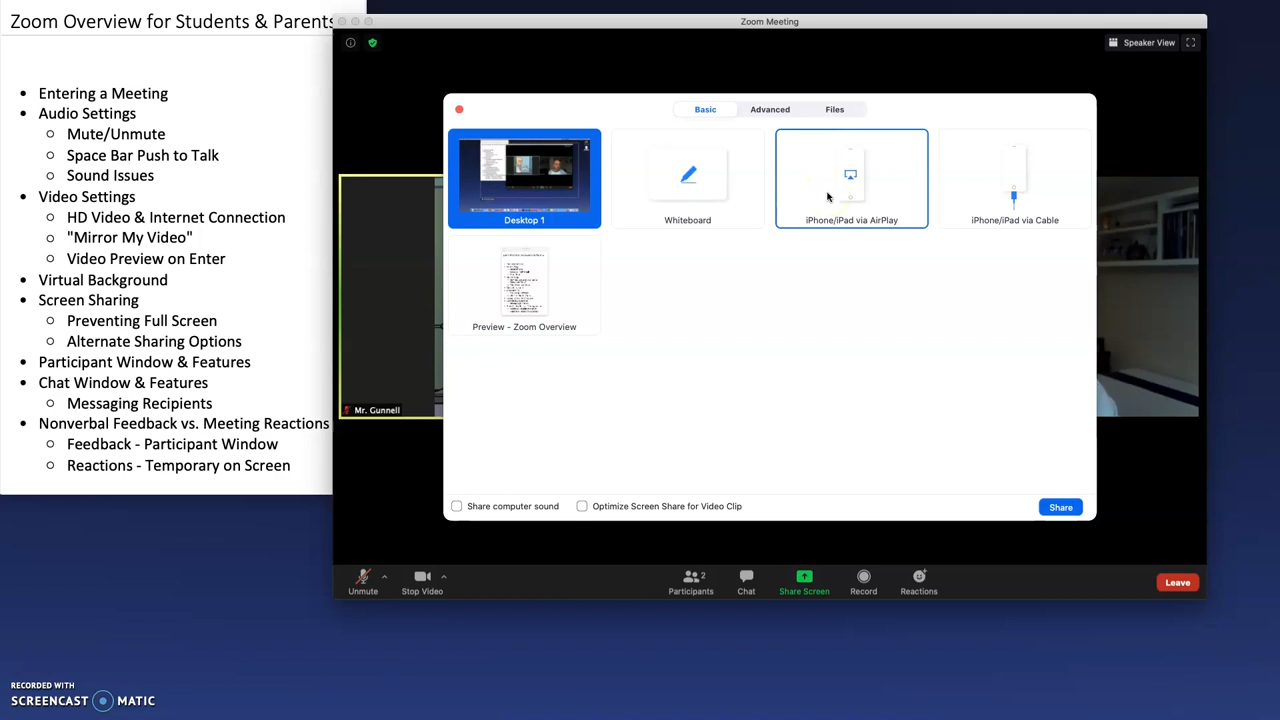 Zoom Overview for Students & Parents
Entering a Meeting
Audio Settings
Mute/Unmute
Space Bar Push to Talk
Sound Issues
Video Settings
HD Video & Internet Connection
"Mirror My Video"
Video Preview on Enter
Virtual Background
Screen Sharing
Preventing Full Screen
Alternate Sharing Options
Participant Window & Features
Chat Window & Features
Messaging Recipients
Nonverbal Feedback vs. Meeting Reactions
Feedback - Participant Window
Reactions - Temporary on Screen
Zoom Meeting
Speaker View
Basic Advanced Files
Desktop 1 Whiteboard iPhone/iPad via AirPlay iPhone/iPad via Cable
Preview - Zoom Overview
Mr. Gunnell
Share computer sound Optimize Screen Share for Video Clip Share
Unmute Stop Video Participants 2 Chat Share Screen Record Reactions Leave
RECORDED WITH
SCREENCAST MATIC